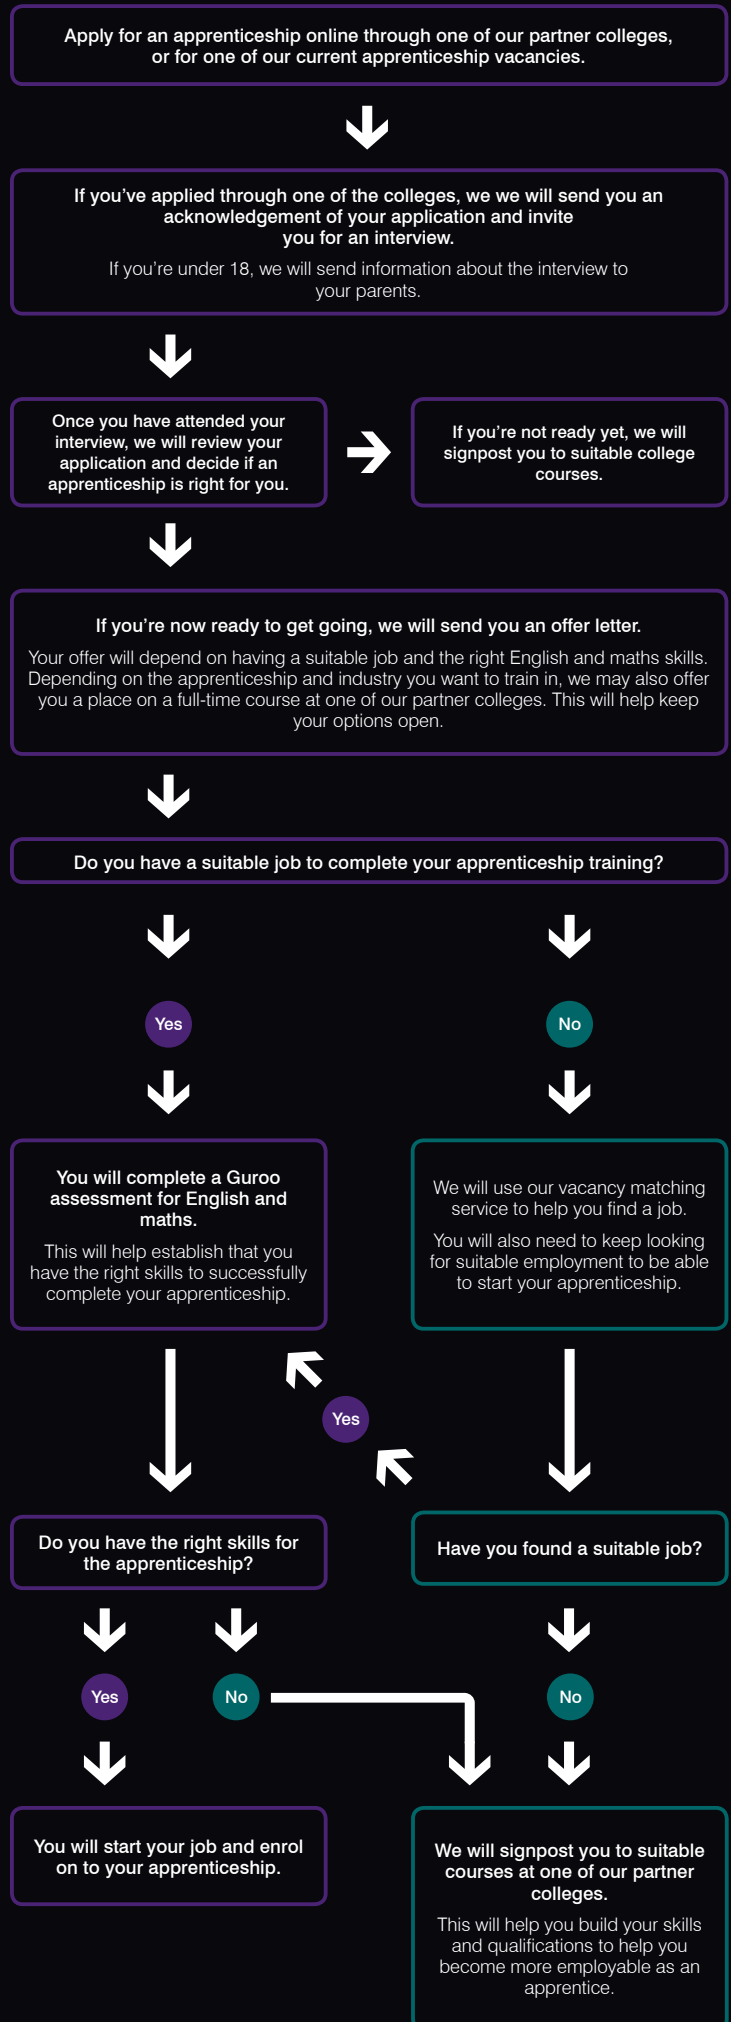 Apply for an apprenticeship online through one of our partner colleges,
or for one of our current apprenticeship vacancies.
If you’ve applied through one of the colleges, we we will send you an
acknowledgement of your application and invite
you for an interview.
If you’re under 18, we will send information about the interview to
your parents.
Once you have attended your
interview, we will review your
application and decide if an
apprenticeship is right for you.
If you’re not ready yet, we will
signpost you to suitable college
courses.
If you’re now ready to get going, we will send you an offer letter.
Your offer will depend on having a suitable job and the right English and maths skills.
Depending on the apprenticeship and industry you want to train in, we may also offer
you a place on a full-time course at one of our partner colleges. This will help keep
your options open.
Do you have a suitable job to complete your apprenticeship training?
Yes
No
You will complete a Guroo
assessment for English and
maths.
This will help establish that you
have the right skills to successfully
complete your apprenticeship.
We will use our vacancy matching
service to help you find a job.
You will also need to keep looking
for suitable employment to be able
to start your apprenticeship.
Yes
Do you have the right skills for
the apprenticeship?
Have you found a suitable job?
Yes
No
No
You will start your job and enrol
on to your apprenticeship.
We will signpost you to suitable
courses at one of our partner
colleges.
This will help you build your skills
and qualifications to help you
become more employable as an
apprentice.